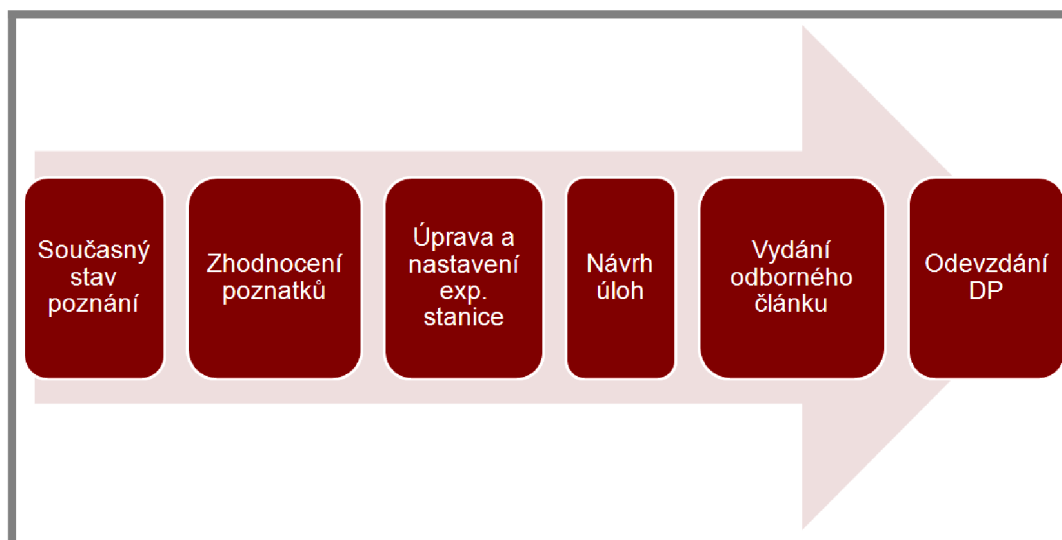 Současný
stav
poznání
Zhodnocení
poznatků
Úprava a
nastavení
exp.
stanice
Návrh
úloh
Vydání
odborného
článku
Odevzdání
DP